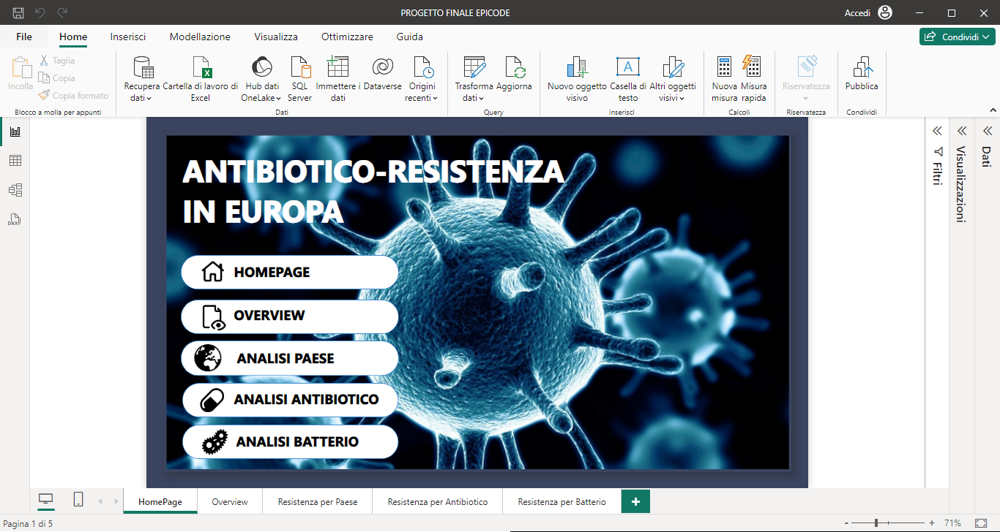 PROGETTO FINALE EPICODE
Accedi
File
Home
Inserisci
Modellazione
Visualizza
Ottimizzare
Guida
Condividi
Incolla
Taglia
Copia
Copia formato
Blocco a molla per appunti
Recupera
dati
Cartella di lavoro di
Excel
Hub dati
OneLake
SQL
Server
Immettere i
dati
Dataverse
Origini
recenti
Dati
Trasforma
dati
Aggiorna
Query
Nuovo oggetto
visivo
Casella di
testo
Altri oggetti
visivi
Inserisci
Nuova
misura
Misura
rapida
Calcoli
Riservatezza
Riservatezza
Pubblica
Condividi
DAX
ANTIBIOTICO-RESISTENZA
IN EUROPA
HOMEPAGE
OVERVIEW
ANALISI PAESE
ANALISI ANTIBIOTICO
ANALISI BATTERIO
Filtri
Visualizzazioni
Dati
HomePage
Overview
Resistenza per Paese
Resistenza per Antibiotico
Resistenza per Batterio
+
Pagina 1 di 5
- + 71%